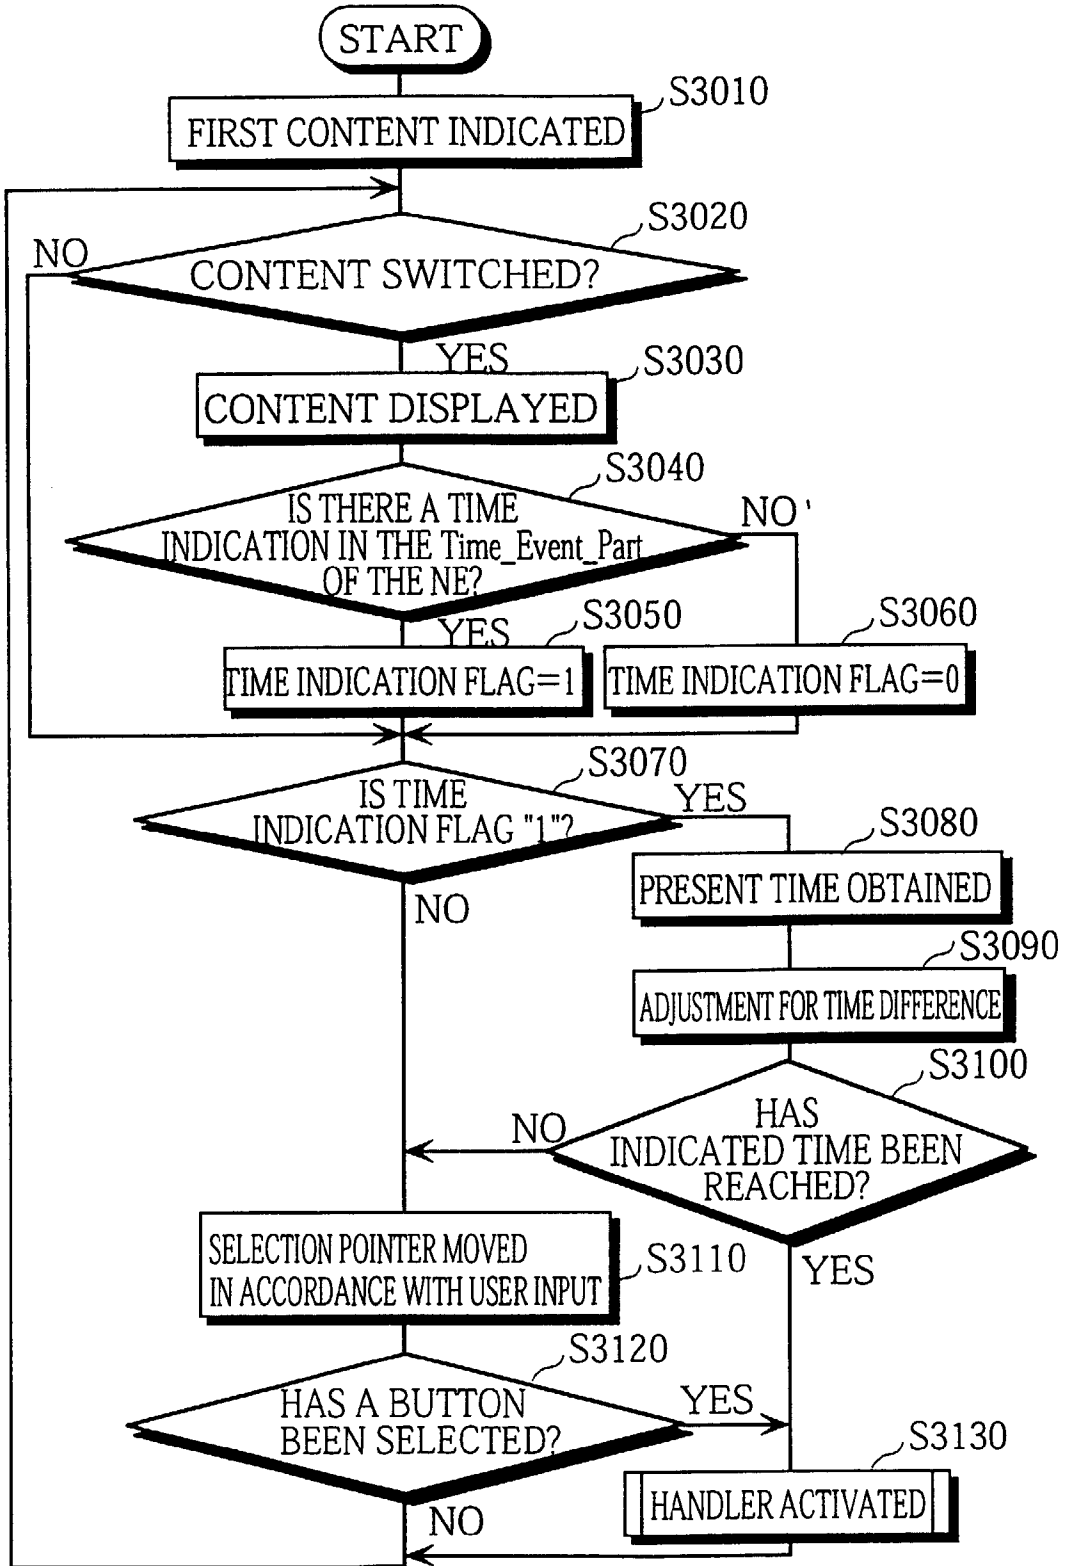 START
S3010
FIRST CONTENT INDICATED
S3020
NO
CONTENT SWITCHED?
YES
S3030
CONTENT DISPLAYED
S3040
IS THERE A TIME
INDICATION IN THE Time_Event_Part
OF THE NE?
NO
YES
S3050
S3060
TIME INDICATION FLAG=1
TIME INDICATION FLAG=0
S3070
IS TIME
INDICATION FLAG "1"?
YES
NO
S3080
PRESENT TIME OBTAINED
S3090
ADJUSTMENT FOR TIME DIFFERENCE
S3100
HAS
INDICATED TIME BEEN
REACHED?
NO
YES
SELECTION POINTER MOVED
IN ACCORDANCE WITH USER INPUT
S3110
S3120
HAS A BUTTON
BEEN SELECTED?
YES
NO
S3130
HANDLER ACTIVATED